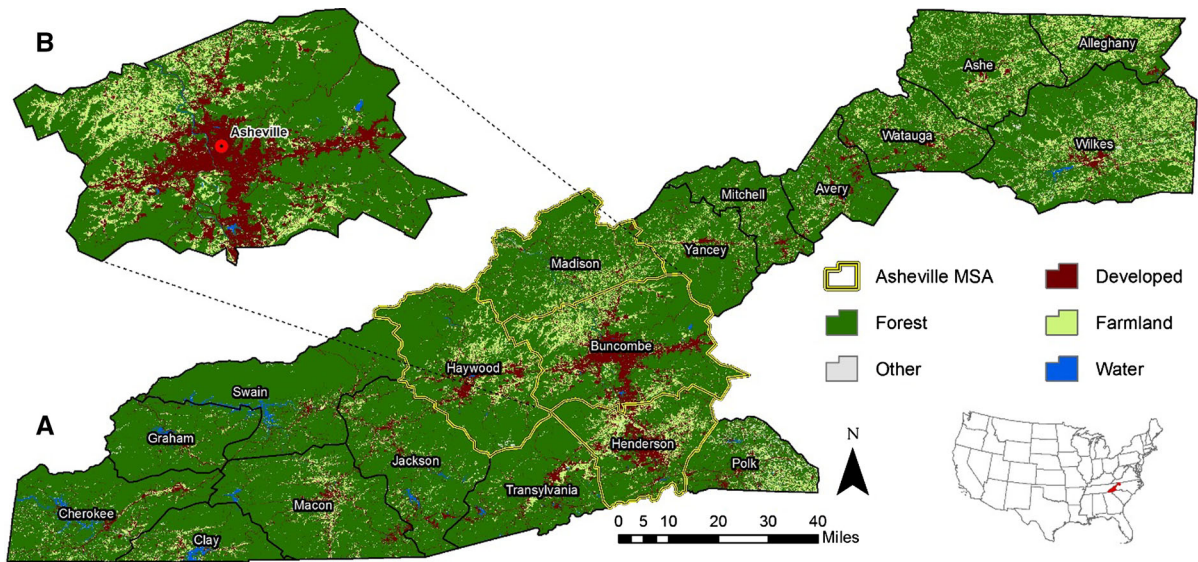 B
Asheville
Alleghany
Ashe
Watauga
Wilkes
Mitchell
Avery
Yancey
Madison
Asheville MSA
Developed
Forest
Farmland
Other
Water
Buncombe
Haywood
Swain
A
Graham
Henderson
Jackson
Polk
Transylvania
Macon
Cherokee
Clay
N
0 5 10 20 30 40
Miles